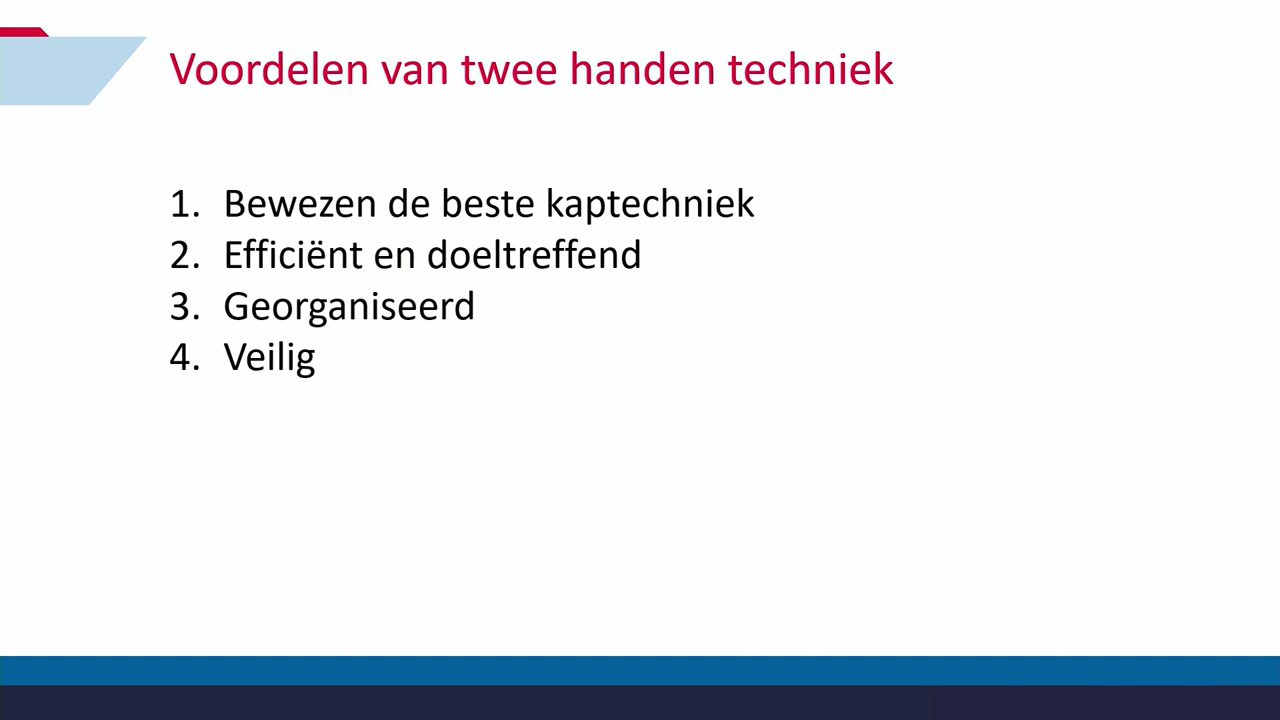 Voordelen van twee handen techniek
1. Bewezen de beste kaptechniek
2. Efficiënt en doeltreffend
3. Georganiseerd
4. Veilig